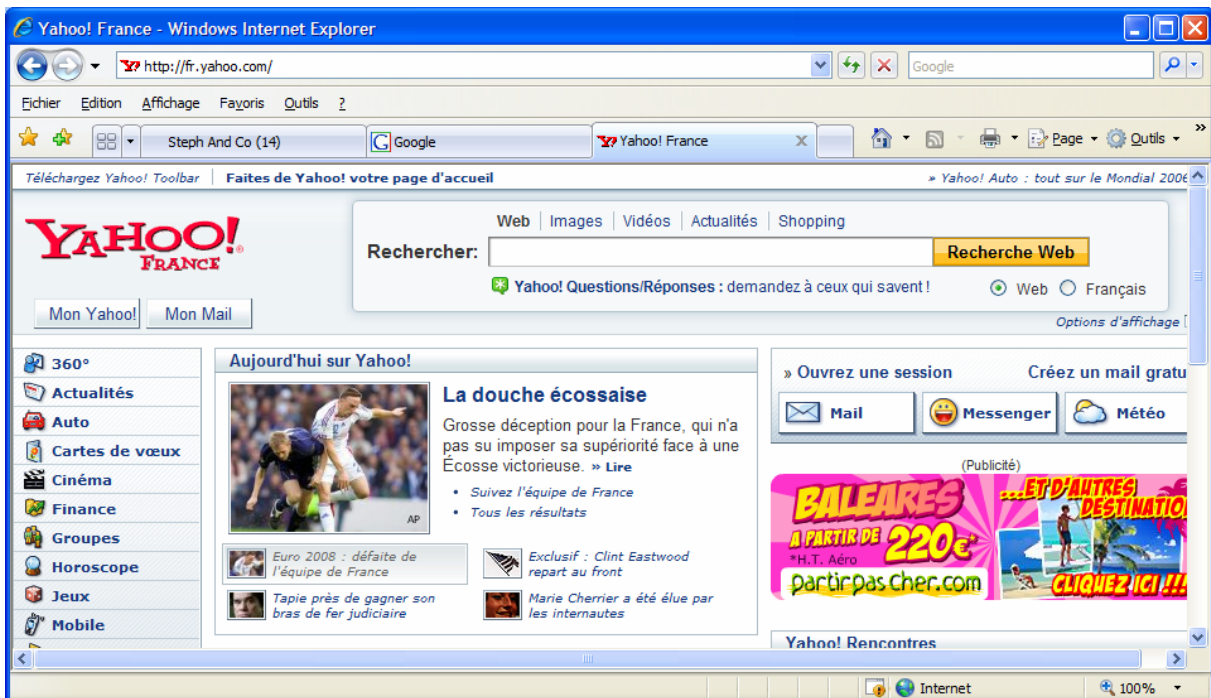 Yahoo! France - Windows Internet Explorer
http://fr.yahoo.com/
Google
Fichier Edition Affichage Favoris Outils ?
Steph And Co (14) Google Yahoo! France Page Outils »
Téléchargez Yahoo! Toolbar Faites de Yahoo! votre page d'accueil » Yahoo! Auto : tout sur le Mondial 2006
YAHOO!
FRANCE
Mon Yahoo! Mon Mail
Web Images Vidéos Actualités Shopping
Rechercher: Recherche Web
Yahoo! Questions/Réponses : demandez à ceux qui savent ! Web Français
Options d'affichage
360°
Actualités
Auto
Cartes de vœux
Cinéma
Finance
Groupes
Horoscope
Jeux
Mobile
Aujourd'hui sur Yahoo!
AP
La douche écossaise
Grosse déception pour la France, qui n'a
pas su imposer sa supériorité face à une
Écosse victorieuse. » Lire
• Suivez l'équipe de France
• Tous les résultats
Euro 2008 : défaite de
l'équipe de France
Exclusif : Clint Eastwood
repart au front
Tapie près de gagner son
bras de fer judiciaire
Marie Cherrier a été élue par
les internautes
» Ouvrez une session Créez un mail gratu
Mail Messenger Météo
(Publicité)
BALEARES
A PARTIR DE 220€*
*H.T. Aéro
partirpascher.com
...ET D'AUTRES
DESTINATIO
CLIQUEZ ICI !!!
Yahoo! Rencontres
Internet 100%